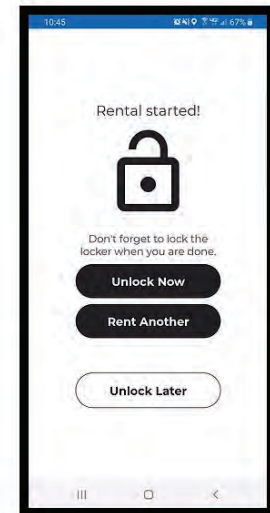 10:45
67%
Rental started!
Don't forget to lock the
locker when you are done.
Unlock Now
Rent Another
Unlock Later